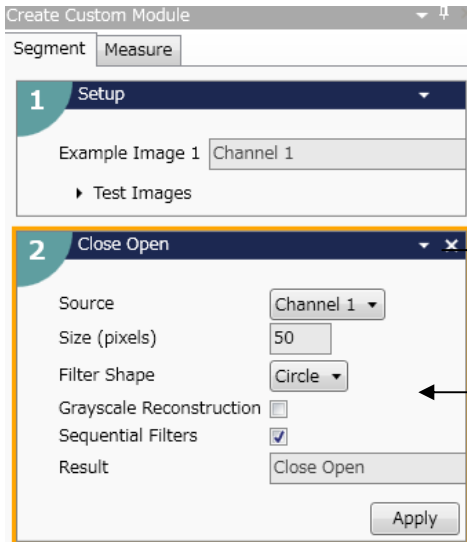 Create Custom Module
Segment Measure
1 Setup
Example Image 1 Channel 1
Test Images
2 Close Open
Source Channel 1
Size (pixels) 50
Filter Shape Circle
Grayscale Reconstruction
Sequential Filters
Result Close Open
Apply